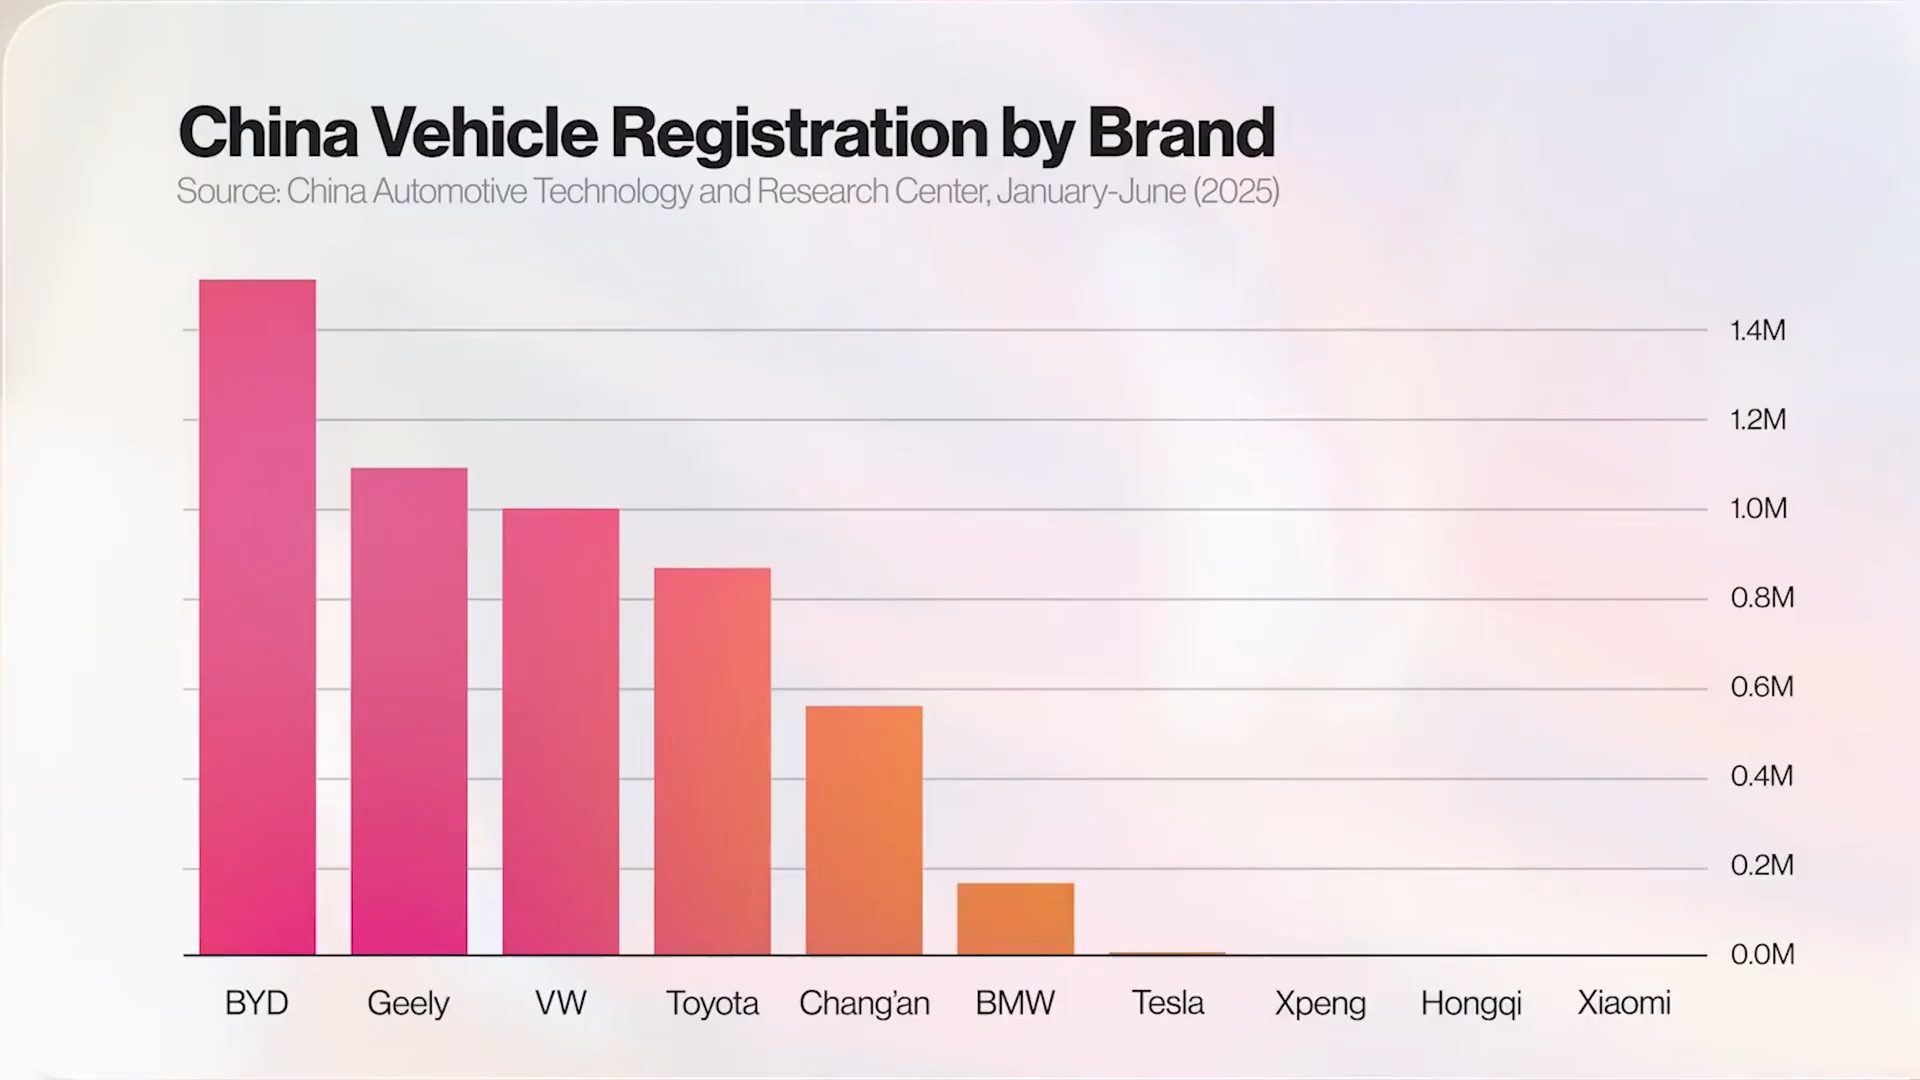 China Vehicle Registration by Brand
Source: China Automotive Technology and Research Center, January-June (2025)
1.4M
1.2M
1.0M
0.8M
0.6M
0.4M
0.2M
0.0M
BYD
Geely
VW
Toyota
Chang’an
BMW
Tesla
Xpeng
Hongqi
Xiaomi